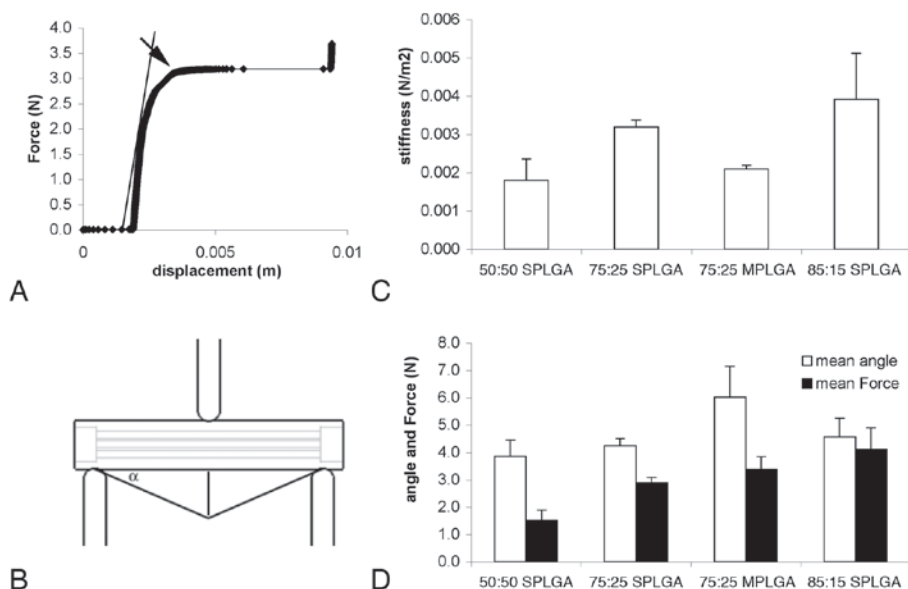 4.0
3.5
3.0
2.5
2.0
1.5
1.0
0.5
0.0
Force (N)
0 0.005 0.01
displacement (m)
A
0.006
0.005
0.004
0.003
0.002
0.001
0.000
stiffness (N/m2)
50:50 SPLGA 75:25 SPLGA 75:25 MPLGA 85:15 SPLGA
C
α
B
8.0
7.0
6.0
5.0
4.0
3.0
2.0
1.0
0.0
angle and Force (N)
mean angle
mean Force
50:50 SPLGA 75:25 SPLGA 75:25 MPLGA 85:15 SPLGA
D